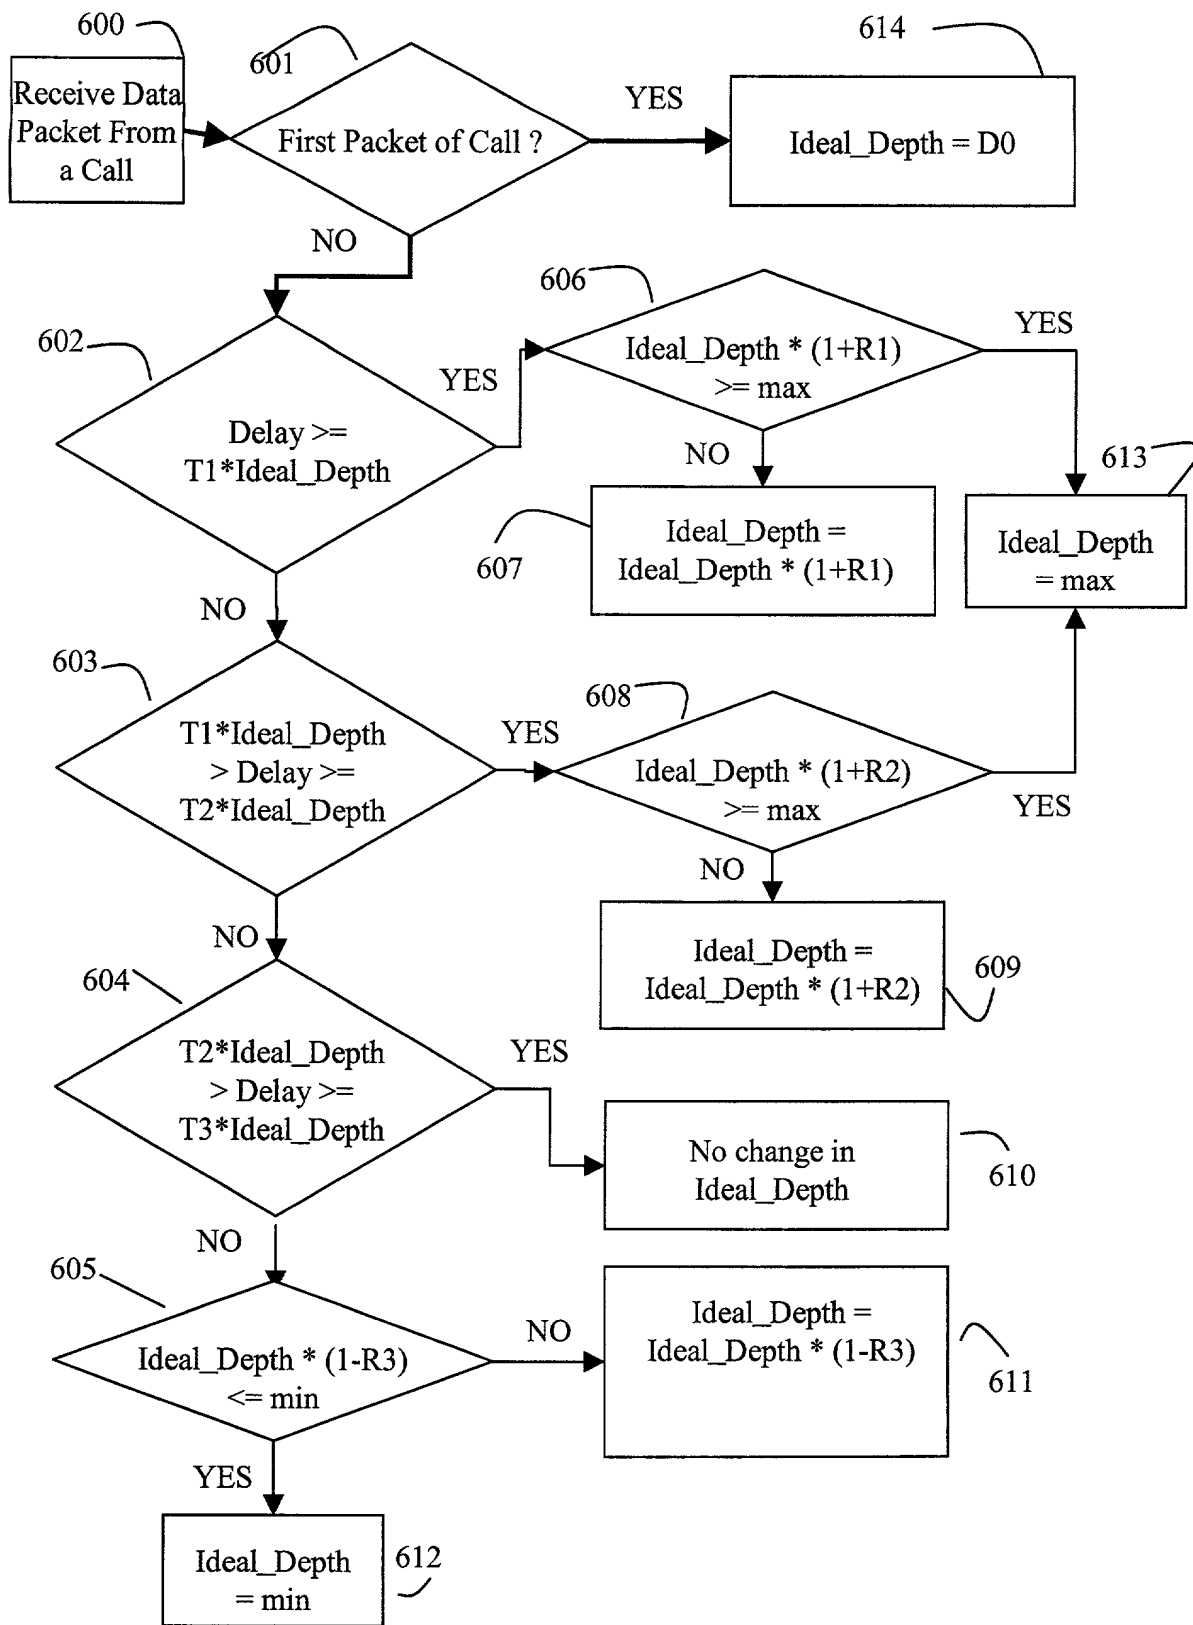 600
601
614
Receive Data
Packet From
a Call
First Packet of Call ?
YES
Ideal_Depth = D0
NO
606
602
YES
Ideal_Depth * (1+R1)
>= max
YES
Delay >=
T1*Ideal_Depth
NO
613
607
Ideal_Depth =
Ideal_Depth * (1+R1)
Ideal_Depth
= max
NO
603
608
T1*Ideal_Depth
> Delay >=
T2*Ideal_Depth
YES
Ideal_Depth * (1+R2)
>= max
YES
NO
NO
604
Ideal_Depth =
Ideal_Depth * (1+R2)
609
T2*Ideal_Depth
> Delay >=
T3*Ideal_Depth
YES
No change in
Ideal_Depth
610
NO
605
Ideal_Depth * (1-R3)
<= min
NO
Ideal_Depth =
Ideal_Depth * (1-R3)
611
YES
Ideal_Depth
= min
612